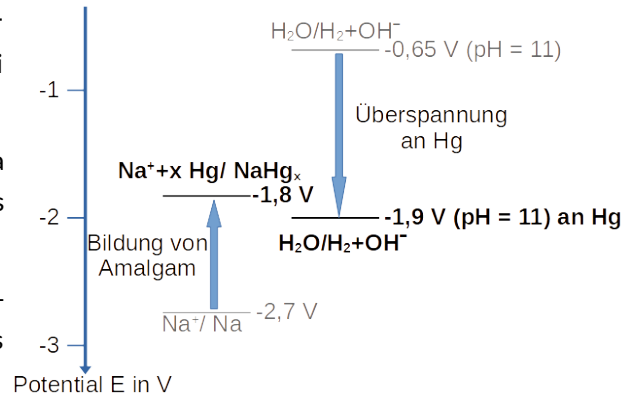 H₂O/H₂+OH⁻
-0,65 V (pH = 11)
-1
Überspannung
an Hg
Na⁺+x Hg/ NaHgₓ
-1,8 V
-2
-1,9 V (pH = 11) an Hg
H₂O/H₂+OH⁻
Bildung von
Amalgam
-2,7 V
Na⁺/ Na
-3
Potential E in V